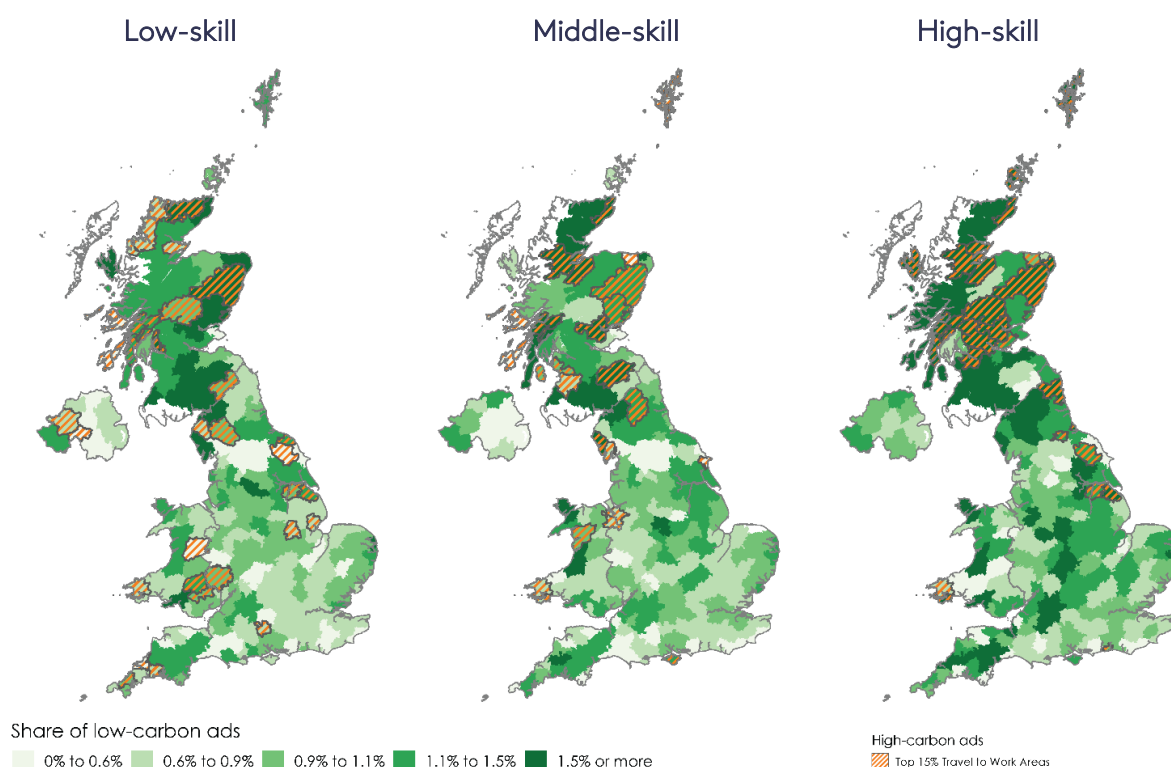 Low-skill
Middle-skill
High-skill
Share of low-carbon ads
0% to 0.6%
0.6% to 0.9%
0.9% to 1.1%
1.1% to 1.5%
1.5% or more
High-carbon ads
Top 15% Travel to Work Areas